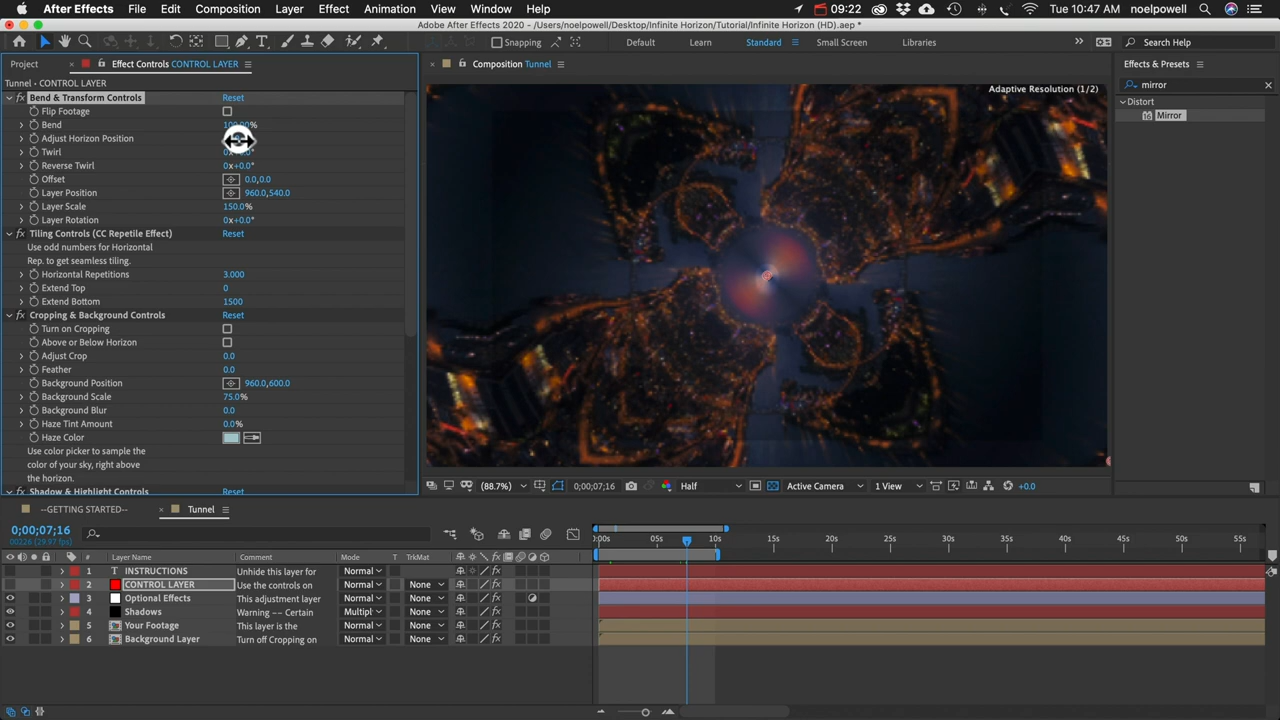 After Effects File Edit Composition Layer Effect Animation View Window Help 09:22 Tue 10:47 AM noelpowell
Adobe After Effects 2020 - /Users/noelpowell/Desktop/Infinite Horizon/Tutorial/Infinite Horizon (HD).aep *
Snapping Default Learn Standard Small Screen Libraries Search Help
Project Effect Controls CONTROL LAYER Composition Tunnel Effects & Presets
Tunnel • CONTROL LAYER mirror
Adaptive Resolution (1/2)
fx Bend & Transform Controls Reset Distort
Flip Footage Mirror
Bend 100.00%
Adjust Horizon Position
Twirl
Reverse Twirl 0x+0.0°
Offset 0.0,0.0
Layer Position 960.0,540.0
Layer Scale 150.0%
Layer Rotation 0x+0.0°
fx Tiling Controls (CC Repetile Effect) Reset
Use odd numbers for Horizontal
Rep. to get seamless tiling.
Horizontal Repetitions 3.000
Extend Top 0
Extend Bottom 1500
fx Cropping & Background Controls Reset
Turn on Cropping
Above or Below Horizon
Adjust Crop 0.0
Feather 0.0
Background Position 960.0,600.0
Background Scale 75.0%
Background Blur 0.0
Haze Tint Amount 0.0%
Haze Color
Use color picker to sample the
color of your sky, right above
the horizon.
fx Shadow & Highlight Controls Reset
(88.7%) 0;00;07;16 Half Active Camera 1 View +0.0
--GETTING STARTED-- Tunnel
0;00;07;16
00226 (29.97 fps)
:00s 05s 10s 15s 20s 25s 30s 35s 40s 45s 50s 55s
# Layer Name Comment Mode T TrkMat
1 T INSTRUCTIONS Unhide this layer for Normal
2 CONTROL LAYER Use the controls on Normal None fx
3 Optional Effects This adjustment layer Normal None fx
4 Shadows Warning -- Certain Multipl None fx
5 Your Footage This layer is the Normal None fx
6 Background Layer Turn off Cropping on Normal None fx